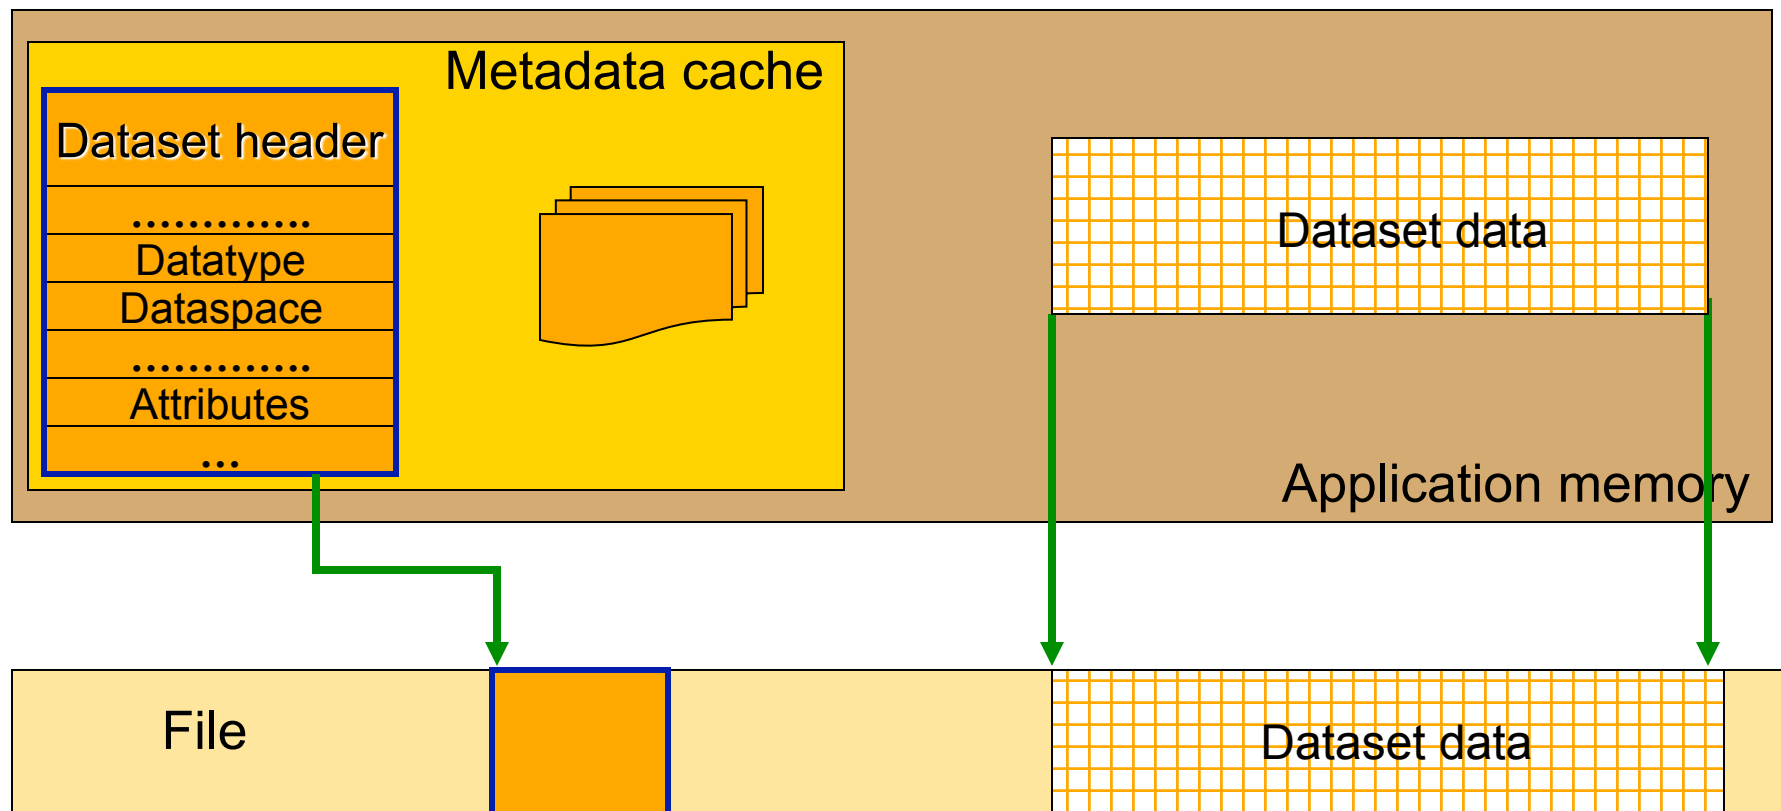 Metadata cache
Dataset header
.............
Datatype
Dataspace
.............
Attributes
...
Dataset data
Application memory
File
Dataset data